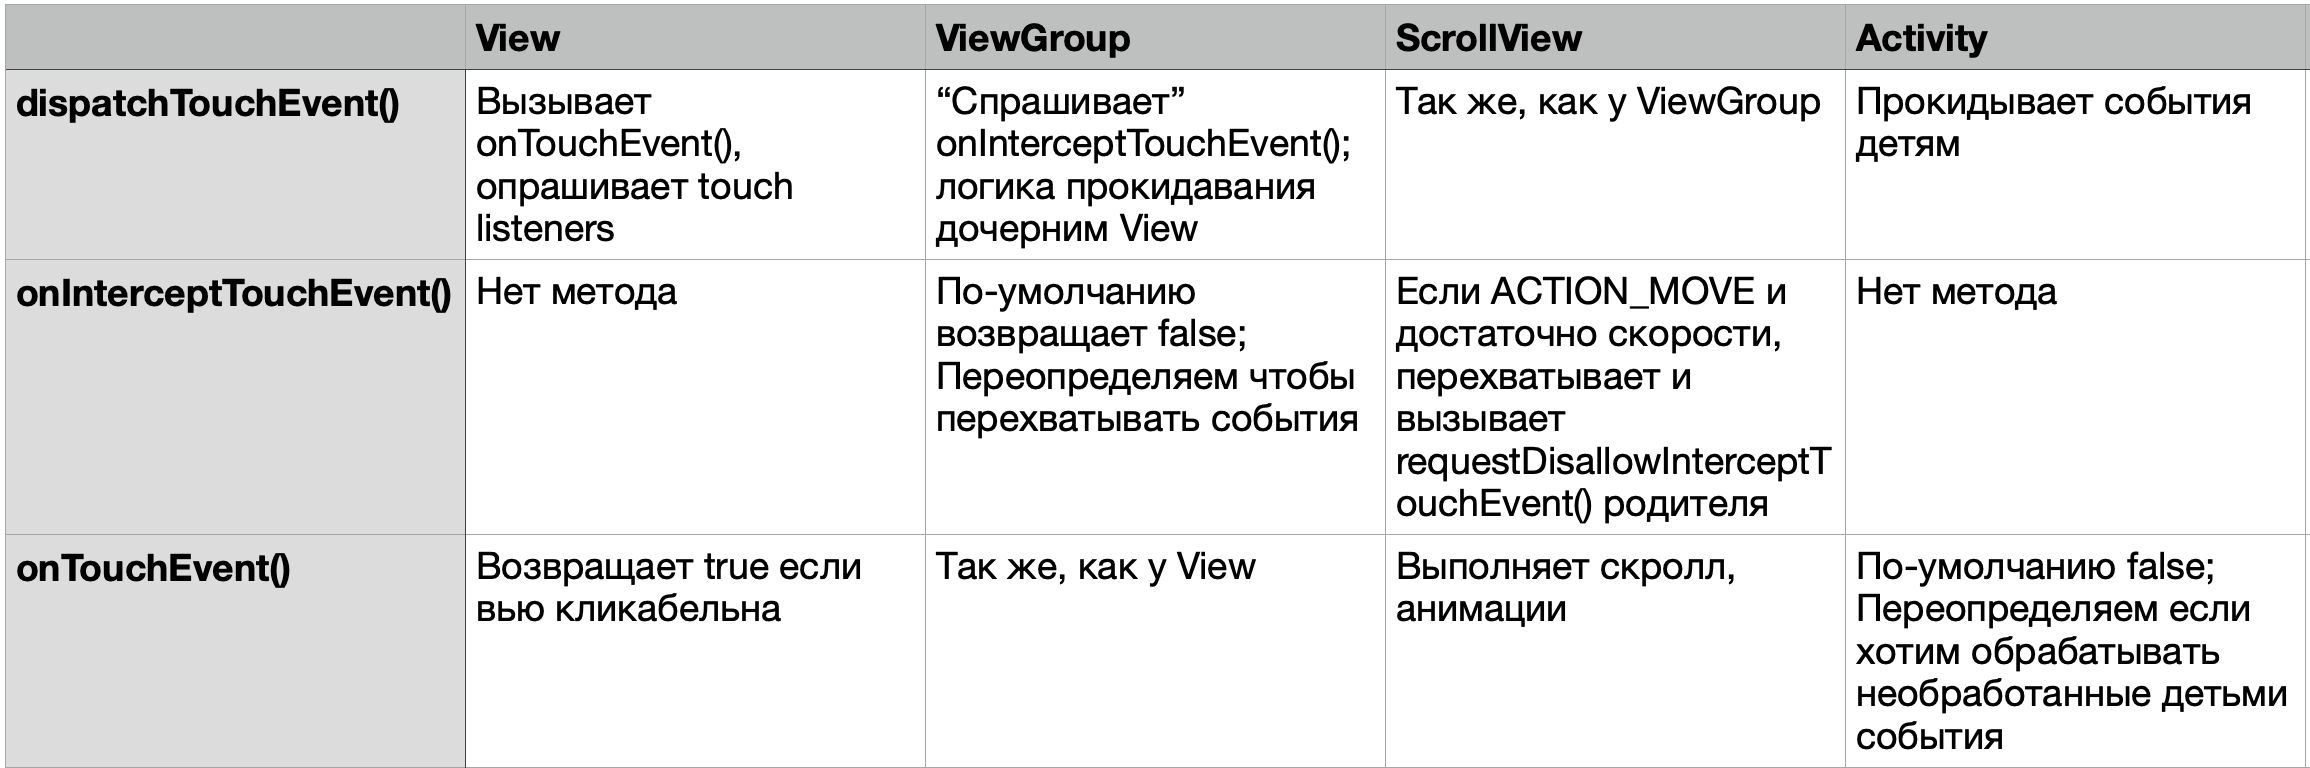 View
ViewGroup
ScrollView
Activity
dispatchTouchEvent()
Вызывает
onTouchEvent(),
опрашивает touch
listeners
“Спрашивает”
onInterceptTouchEvent();
логика прокидавания
дочерним View
Так же, как у ViewGroup
Прокидывает события
детям
onInterceptTouchEvent()
Нет метода
По-умолчанию
возвращает false;
Переопределяем чтобы
перехватывать события
Если ACTION_MOVE и
достаточно скорости,
перехватывает и
вызывает
requestDisallowInterceptT
ouchEvent() родителя
Нет метода
onTouchEvent()
Возвращает true если
вью кликабельна
Так же, как у View
Выполняет скролл,
анимации
По-умолчанию false;
Переопределяем если
хотим обрабатывать
необработанные детьми
события